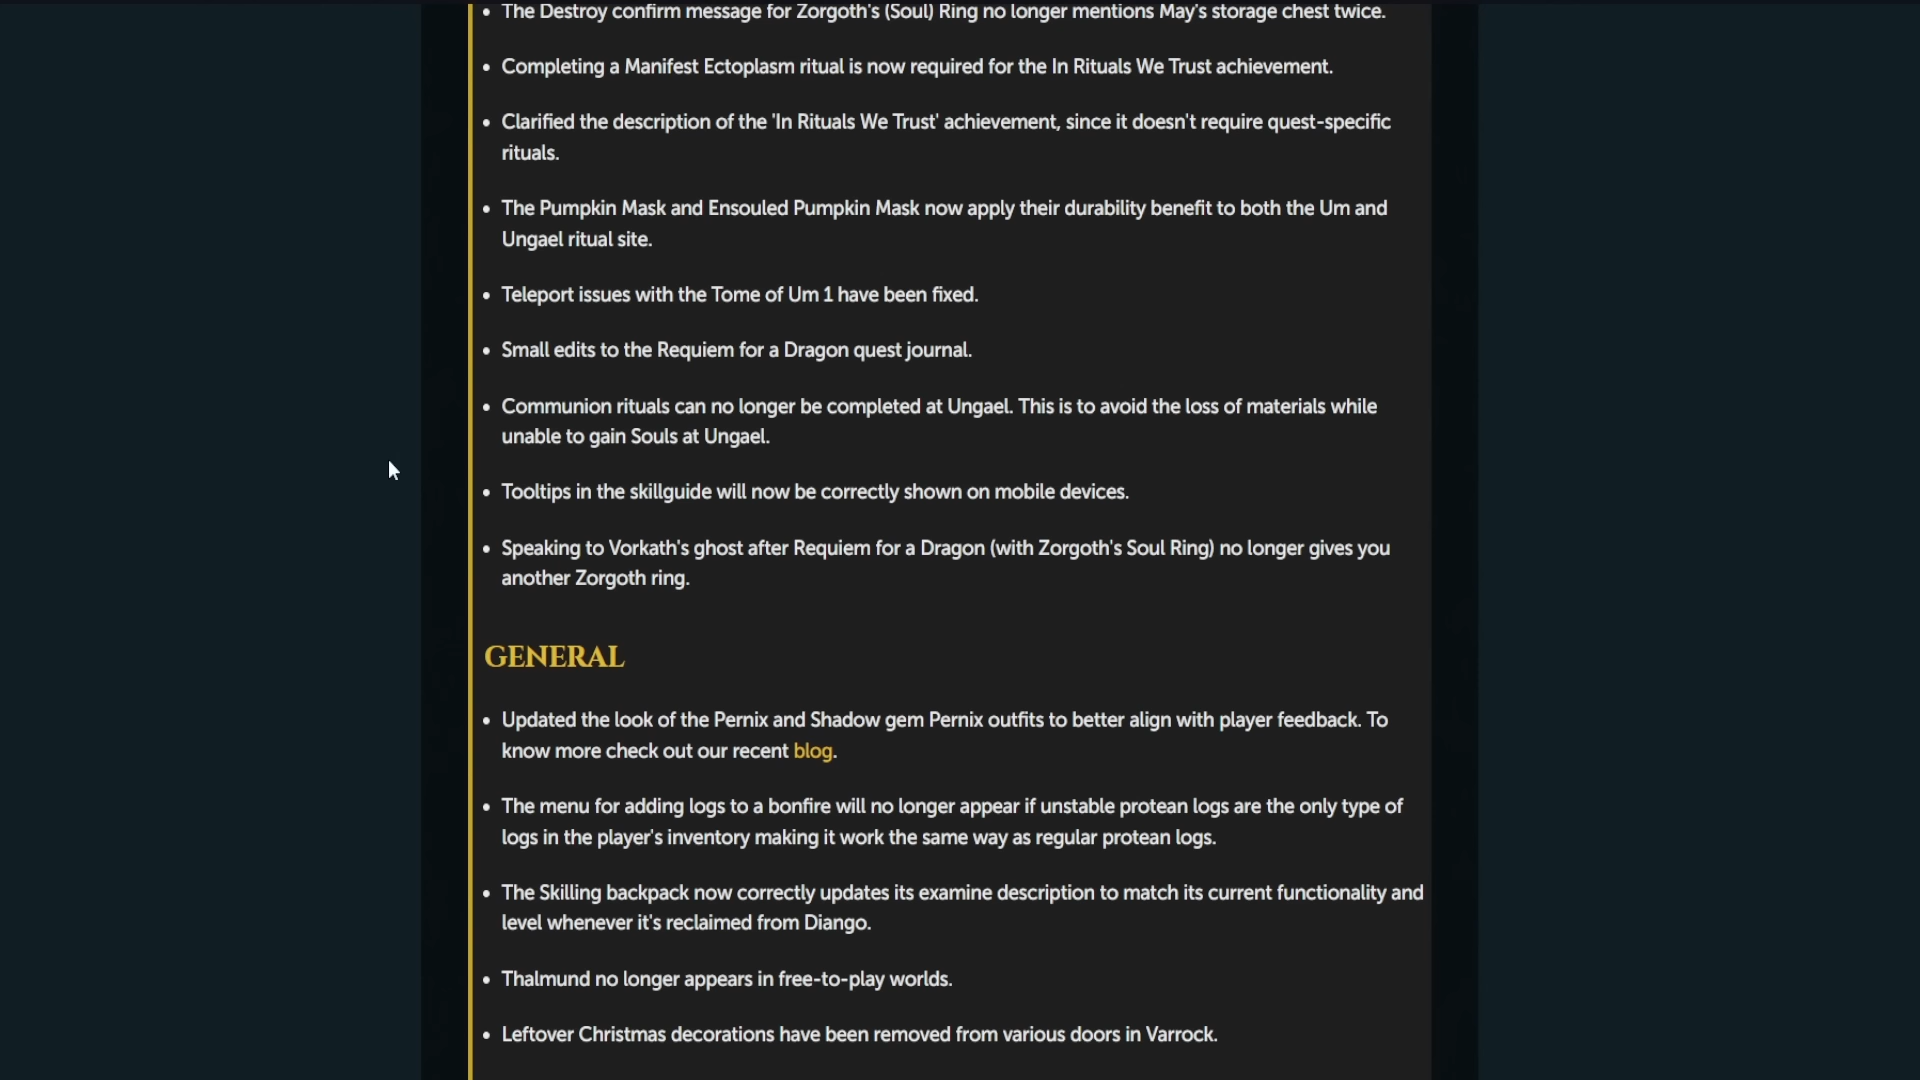 • The Destroy confirm message for Zorgoth's (Soul) Ring no longer mentions May's storage chest twice.
• Completing a Manifest Ectoplasm ritual is now required for the In Rituals We Trust achievement.
• Clarified the description of the 'In Rituals We Trust' achievement, since it doesn't require quest-specific
rituals.
• The Pumpkin Mask and Ensouled Pumpkin Mask now apply their durability benefit to both the Um and
Ungael ritual site.
• Teleport issues with the Tome of Um 1 have been fixed.
• Small edits to the Requiem for a Dragon quest journal.
• Communion rituals can no longer be completed at Ungael. This is to avoid the loss of materials while
unable to gain Souls at Ungael.
• Tooltips in the skillguide will now be correctly shown on mobile devices.
• Speaking to Vorkath's ghost after Requiem for a Dragon (with Zorgoth's Soul Ring) no longer gives you
another Zorgoth ring.
GENERAL
• Updated the look of the Pernix and Shadow gem Pernix outfits to better align with player feedback. To
know more check out our recent blog.
• The menu for adding logs to a bonfire will no longer appear if unstable protean logs are the only type of
logs in the player's inventory making it work the same way as regular protean logs.
• The Skilling backpack now correctly updates its examine description to match its current functionality and
level whenever it's reclaimed from Diango.
• Thalmund no longer appears in free-to-play worlds.
• Leftover Christmas decorations have been removed from various doors in Varrock.